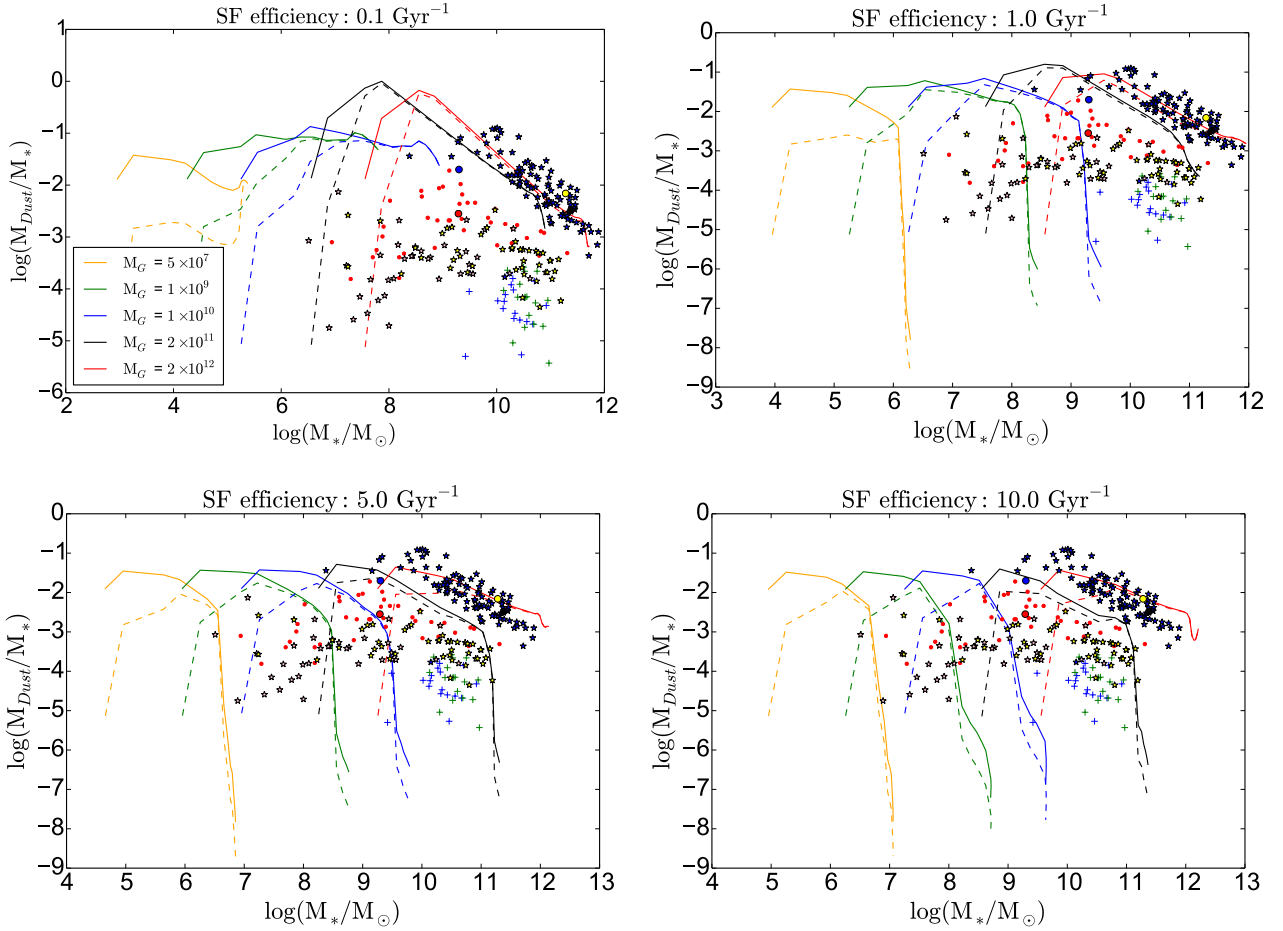 SF efficiency : 0.1 Gyr⁻¹
1
0
−1
−2
−3
−4
−5
−6
log(M_Dust/M_*)
M_G = 5×10⁷
M_G = 1×10⁹
M_G = 1×10¹⁰
M_G = 2×10¹¹
M_G = 2×10¹²
2 4 6 8 10 12
log(M_*/M_⊙)
SF efficiency : 1.0 Gyr⁻¹
0
−1
−2
−3
−4
−5
−6
−7
−8
−9
log(M_Dust/M_*)
3 4 5 6 7 8 9 10 11 12
log(M_*/M_⊙)
SF efficiency : 5.0 Gyr⁻¹
0
−1
−2
−3
−4
−5
−6
−7
−8
−9
log(M_Dust/M_*)
4 5 6 7 8 9 10 11 12 13
log(M_*/M_⊙)
SF efficiency : 10.0 Gyr⁻¹
0
−1
−2
−3
−4
−5
−6
−7
−8
−9
log(M_Dust/M_*)
4 5 6 7 8 9 10 11 12 13
log(M_*/M_⊙)